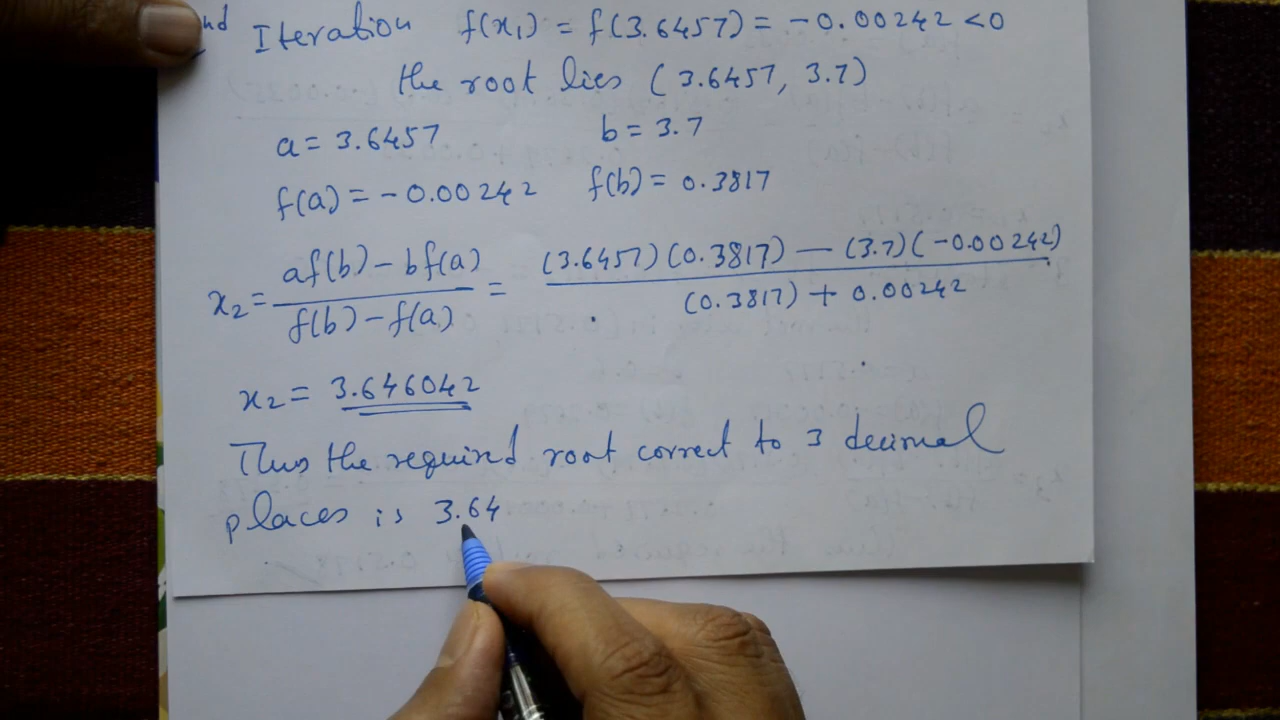 nd Iteration f(x₁) = f(3.6457) = -0.00242 < 0
the root lies (3.6457, 3.7)
a = 3.6457 b = 3.7
f(a) = -0.00242 f(b) = 0.3817
x₂ = (af(b) - bf(a)) / (f(b) - f(a)) = ((3.6457)(0.3817) — (3.7)(-0.00242)) / ((0.3817) + 0.00242)
x₂ = 3.646042
Thus the required root correct to 3 decimal
places is 3.64